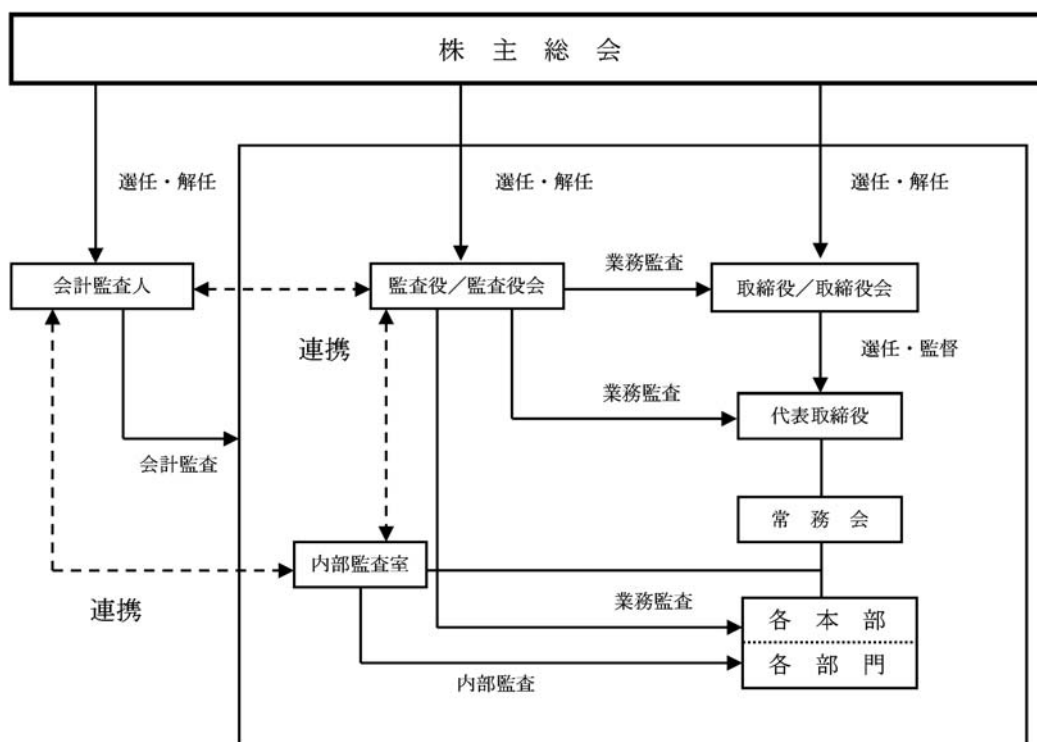 株主総会
選任・解任
選任・解任
選任・解任
会計監査人
監査役／監査役会
業務監査
取締役／取締役会
連携
選任・監督
業務監査
代表取締役
会計監査
常務会
内部監査室
連携
業務監査
各本部
各部門
内部監査